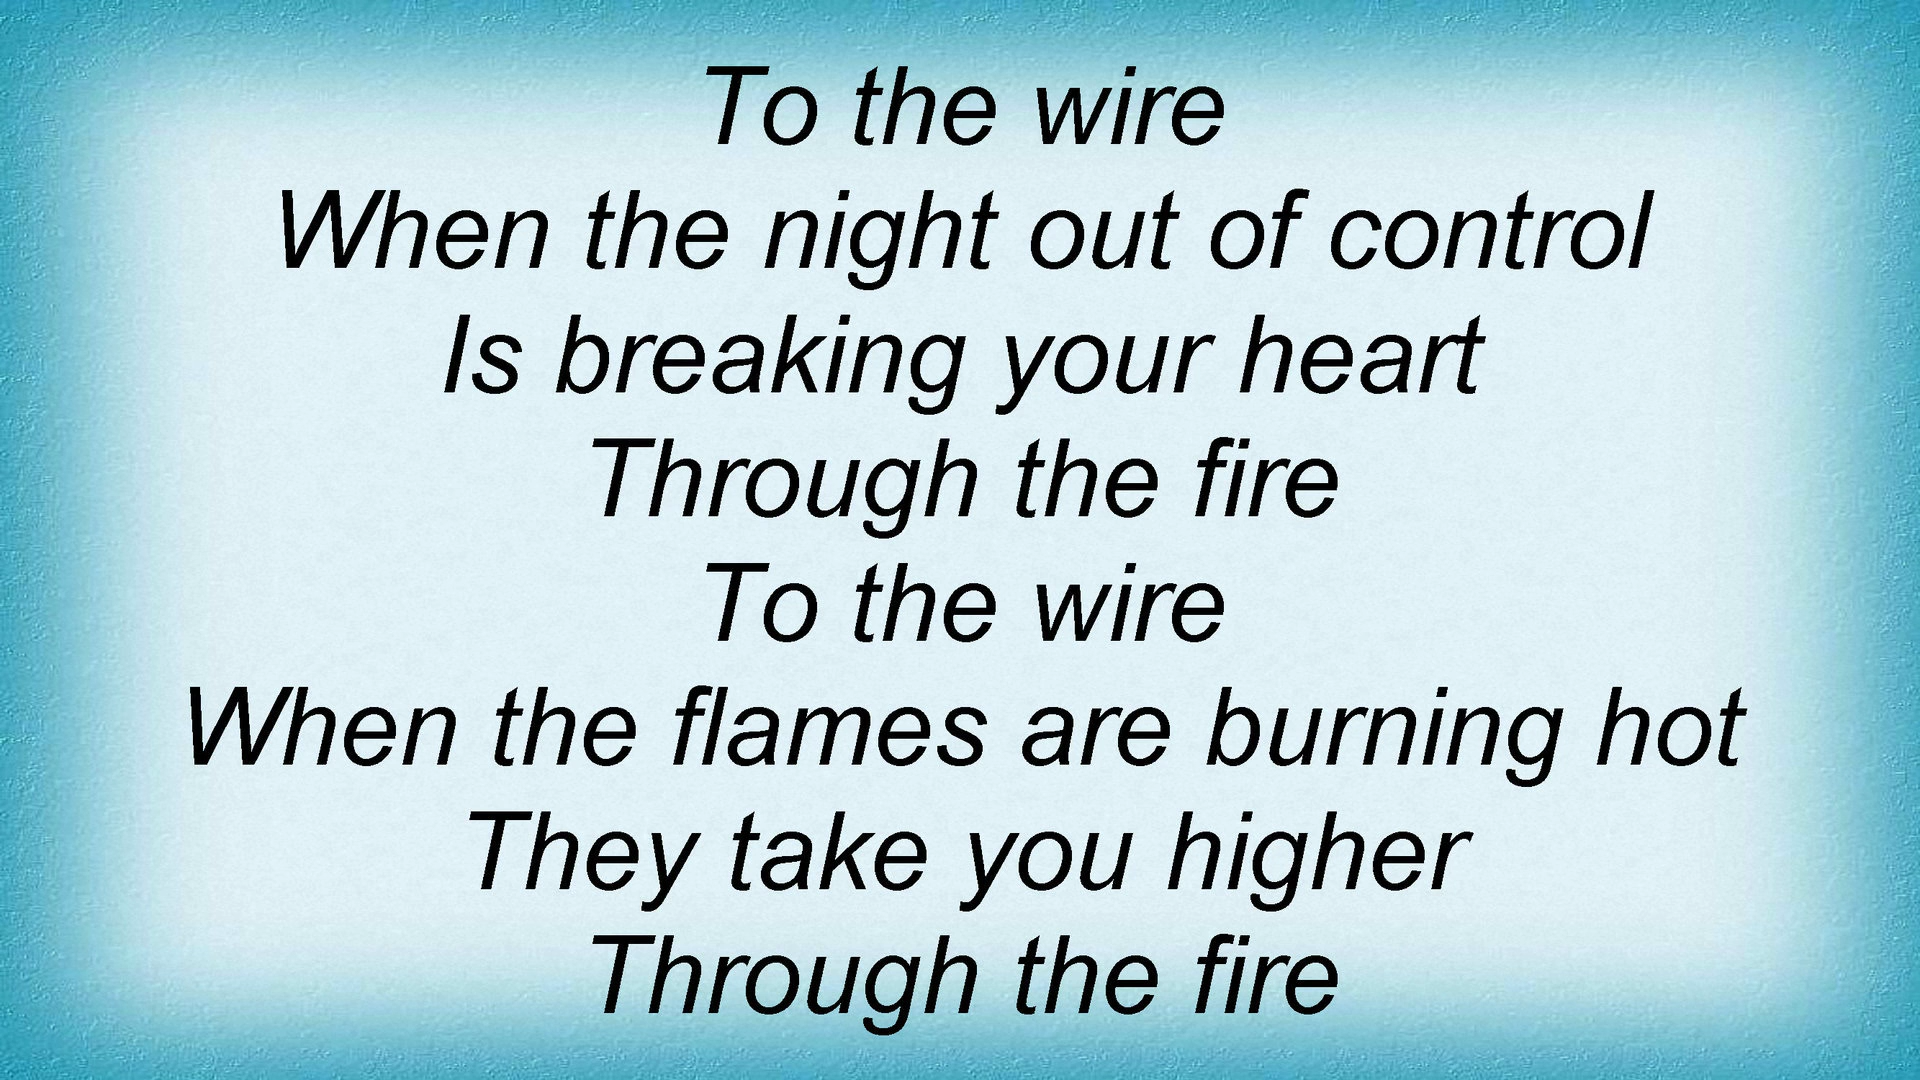 To the wire
When the night out of control
Is breaking your heart
Through the fire
To the wire
When the flames are burning hot
They take you higher
Through the fire